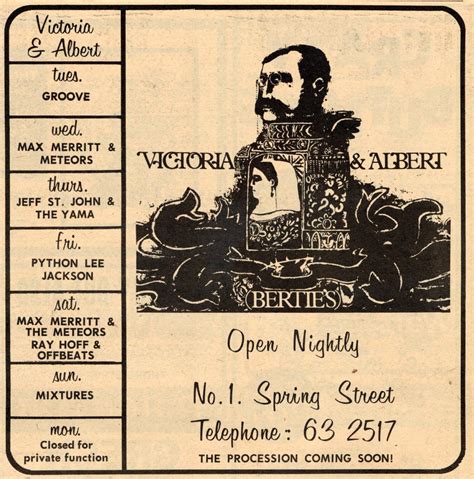 Victoria
& Albert
tues.
GROOVE
wed.
MAX MERRITT &
METEORS
thurs.
JEFF ST. JOHN &
THE YAMA
fri.
PYTHON LEE
JACKSON
sat.
MAX MERRITT &
THE METEORS
RAY HOFF &
OFFBEATS
sun.
MIXTURES
mon.
Closed for
private function
VICTORIA & ALBERT
BERTIES
Open Nightly
No. 1. Spring Street
Telephone: 63 2517
THE PROCESSION COMING SOON!